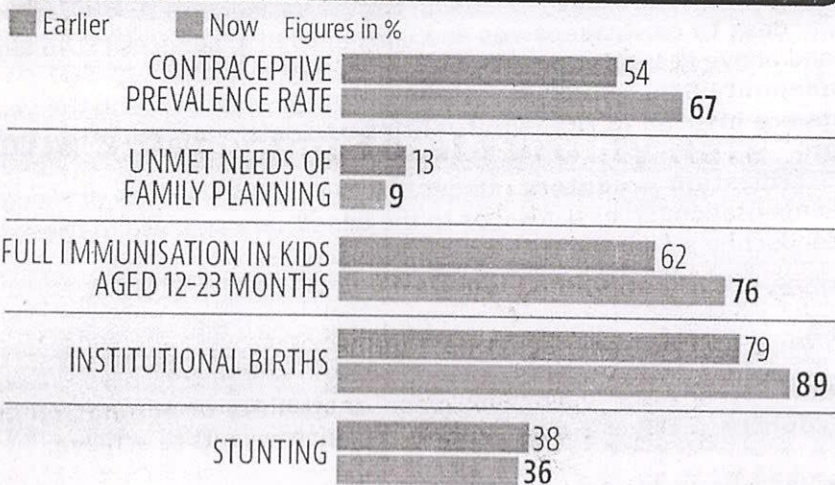 Earlier Now Figures in %
CONTRACEPTIVE 54
PREVALENCE RATE 67
UNMET NEEDS OF 13
FAMILY PLANNING 9
FULL IMMUNISATION IN KIDS 62
AGED 12-23 MONTHS 76
79
INSTITUTIONAL BIRTHS
89
38
STUNTING
36